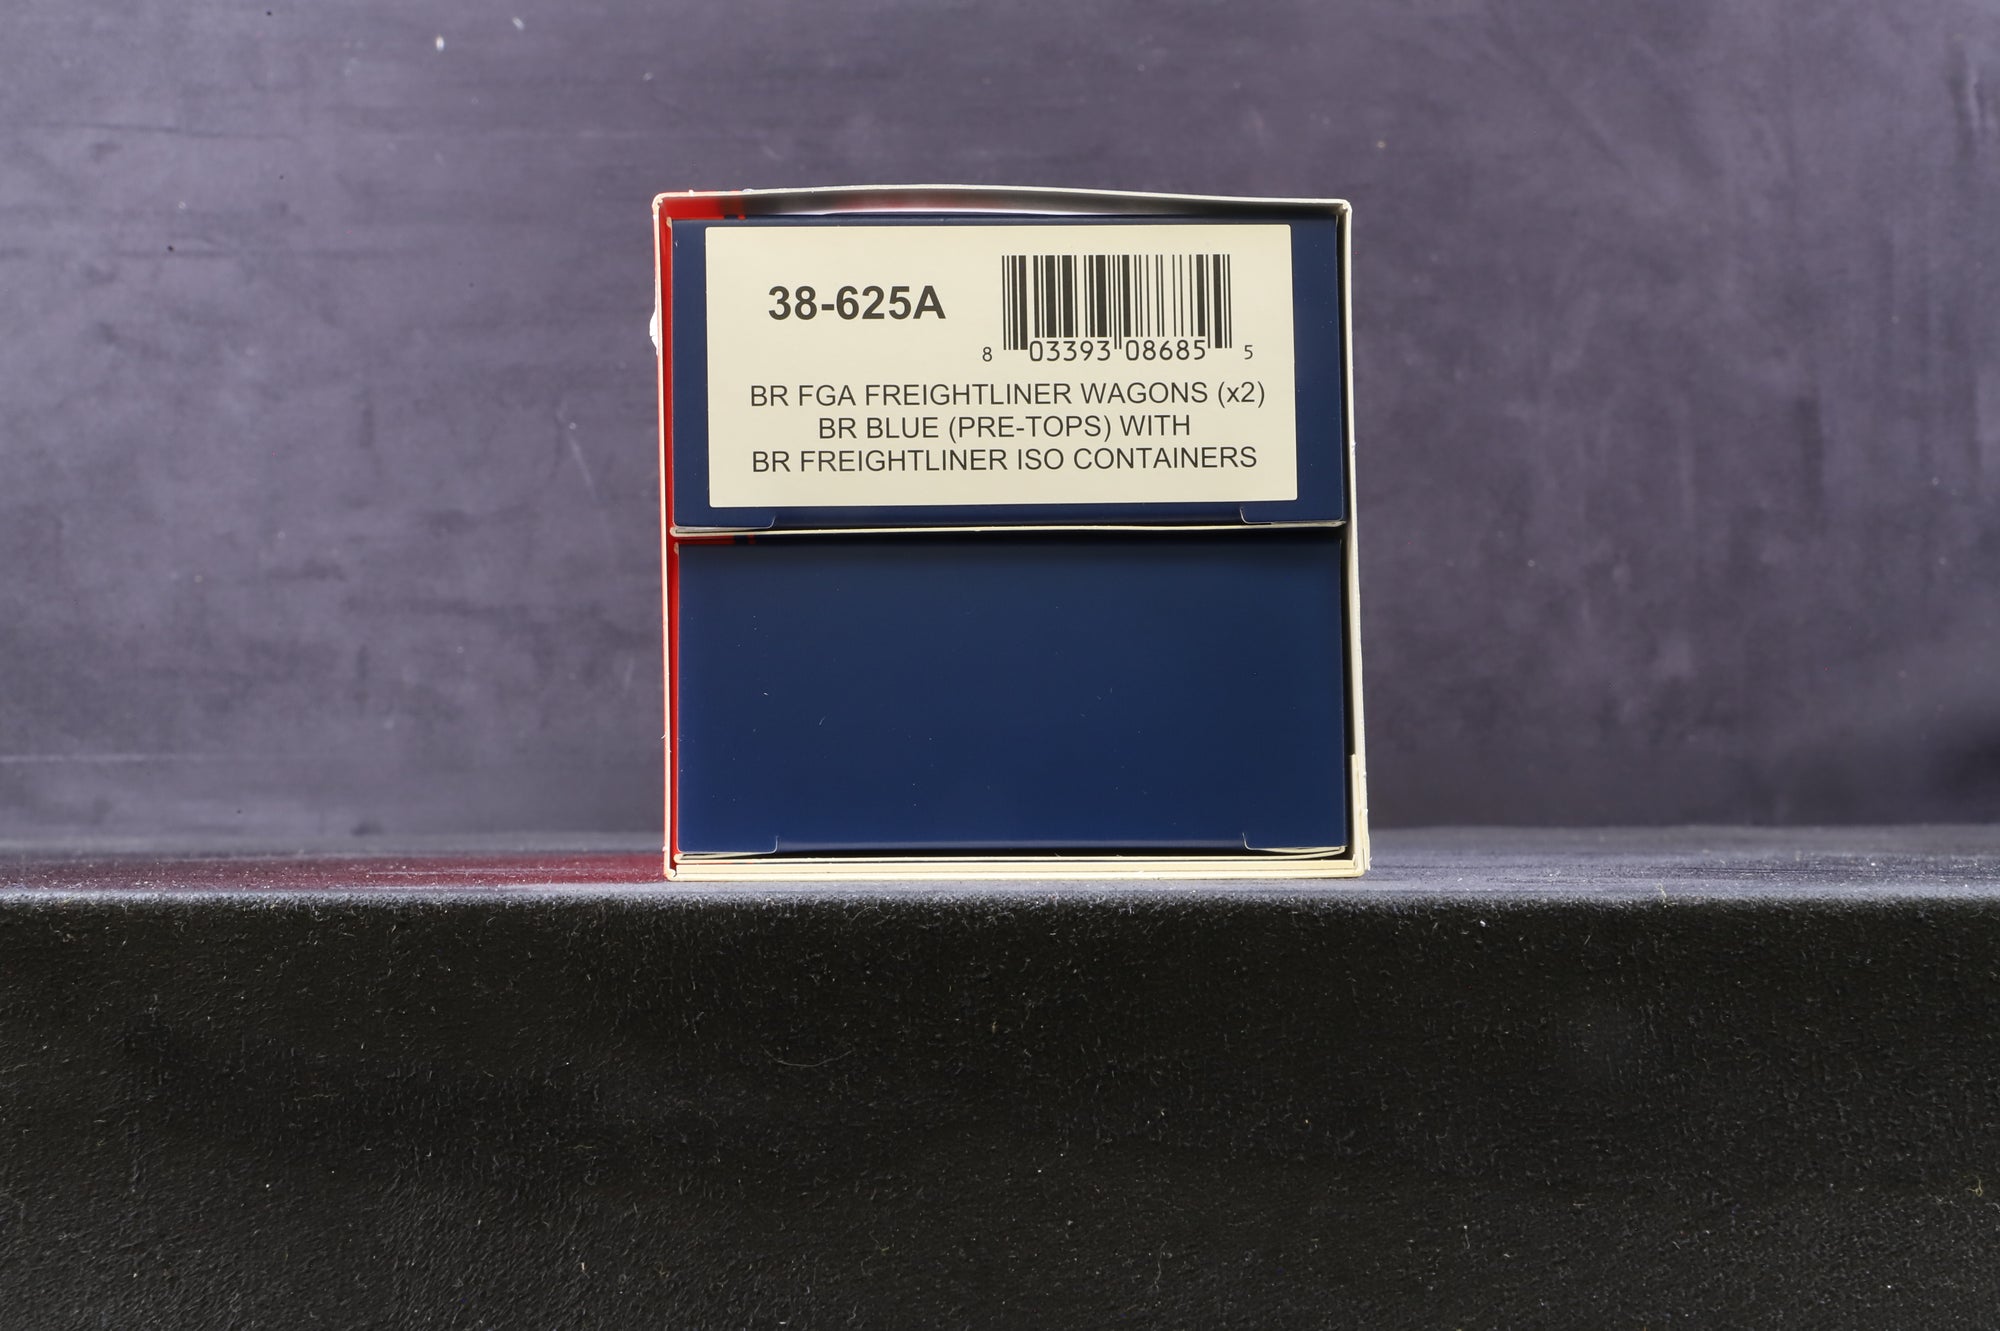 38-625A
8 03393 08685 5
BR FGA FREIGHTLINER WAGONS (x2)
BR BLUE (PRE-TOPS) WITH
BR FREIGHTLINER ISO CONTAINERS